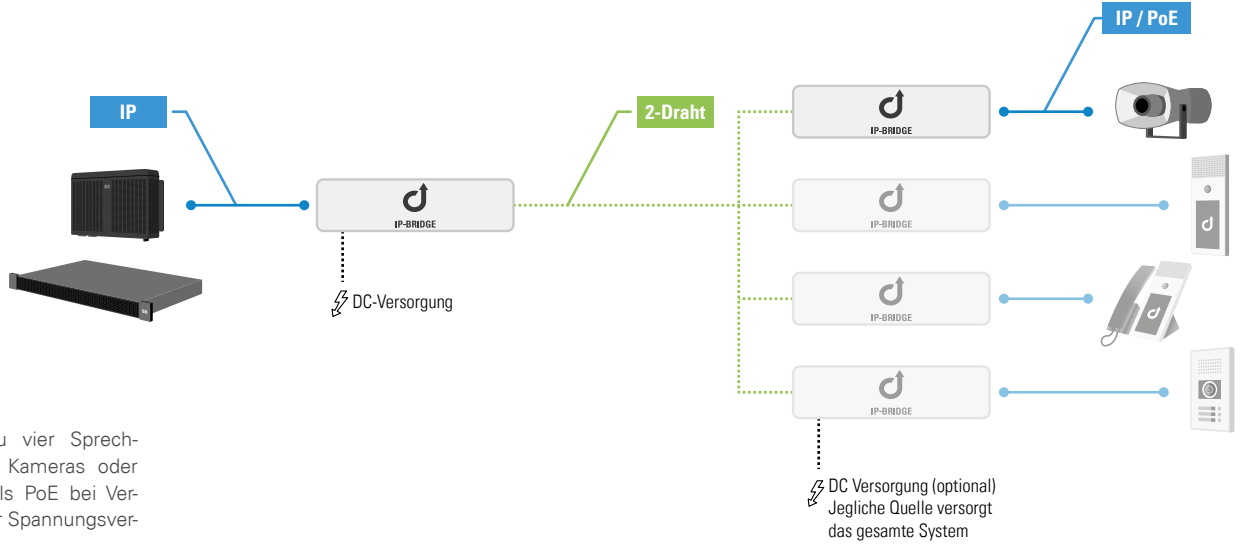 IP / PoE
IP
2-Draht
IP-BRIDGE
IP-BRIDGE
IP-BRIDGE
DC-Versorgung
IP-BRIDGE
IP-BRIDGE
u vier Sprech-
Kameras oder
ls PoE bei Ver-
r Spannungsver-
DC Versorgung (optional)
Jegliche Quelle versorgt
das gesamte System